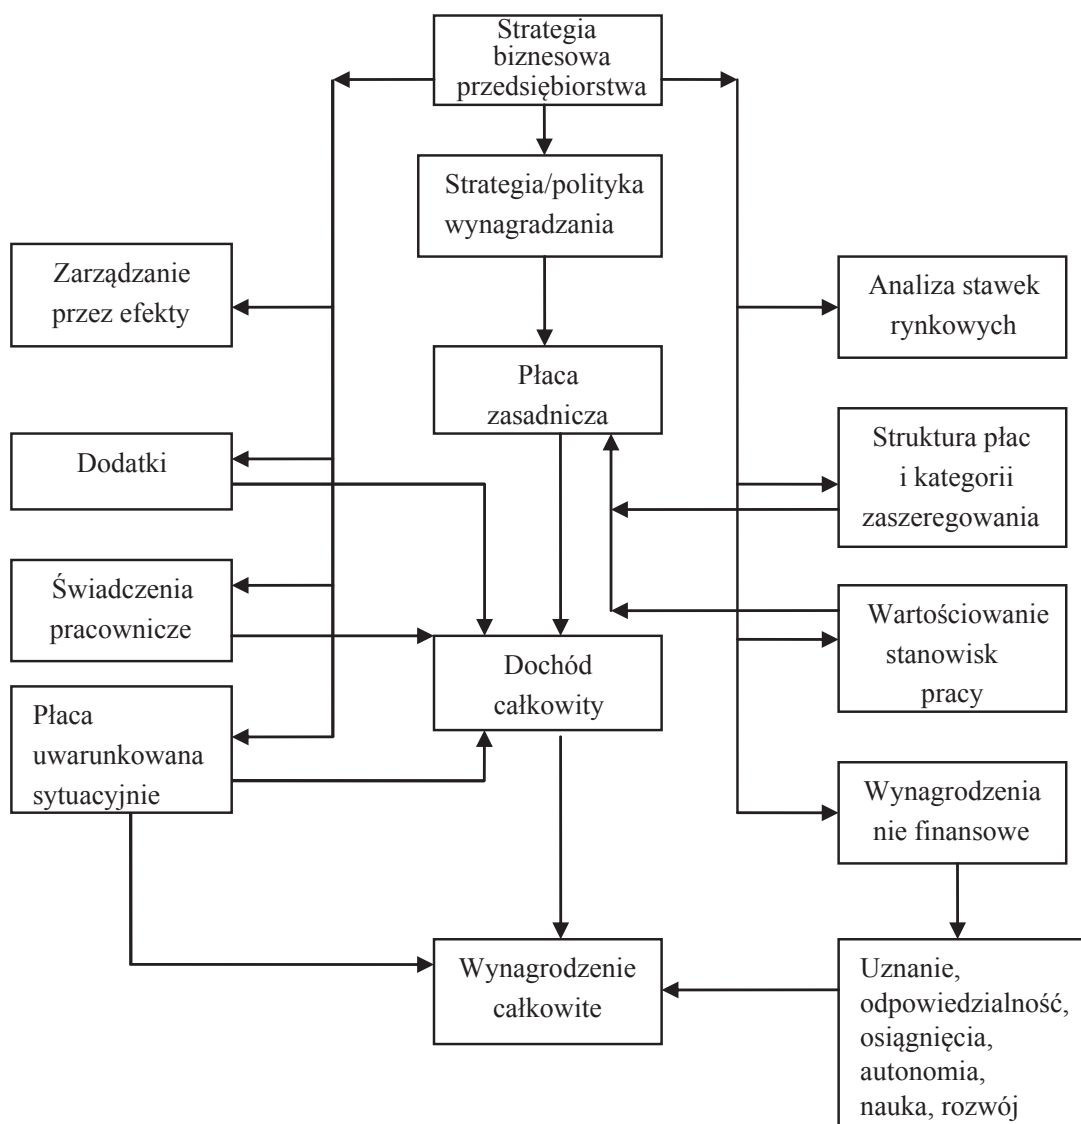 Strategia
biznesowa
przedsiębiorstwa
Strategia/polityka
wynagradzania
Zarządzanie
przez efekty
Analiza stawek
rynkowych
Płaca
zasadnicza
Dodatki
Struktura płac
i kategorii
zaszeregowania
Świadczenia
pracownicze
Wartościowanie
stanowisk
pracy
Dochód
całkowity
Płaca
uwarunkowana
sytuacyjnie
Wynagrodzenia
nie finansowe
Wynagrodzenie
całkowite
Uznanie,
odpowiedzialność,
osiągnięcia,
autonomia,
nauka, rozwój